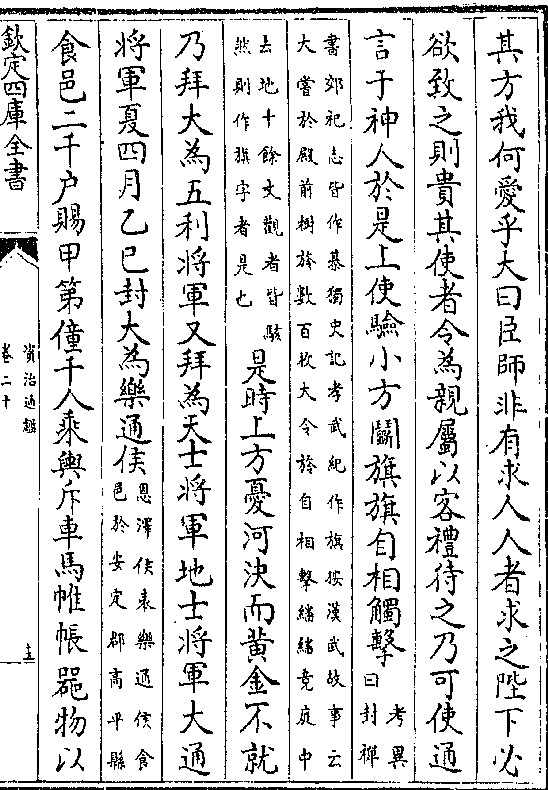 其方我何愛乎大曰臣師非有求人人者求之陛下必
欲致之則貴其使者令為親屬以客禮待之乃可使通
言于神人於是上使驗小方鬭旗旗自相觸擊
考異
曰封禪
書郊祀志皆作棊獨史記孝武紀作旗按漢武故事云
大嘗於殿前樹旍數百枚大令旍自相擊繙繙竟庭中
去地十餘丈觀者皆駭
然則作旗字者是也
是時上方憂河決而黄金不就
乃拜大為五利將軍又拜為天士將軍地士將軍大通
將軍夏四月乙巳封大為樂通侯
恩澤侯表樂通侯食
邑於安定郡高平縣
食邑二千户賜甲第僮千人乘輿斥車馬帷帳器物以
欽定四庫全書
資治通鑑
卷二十